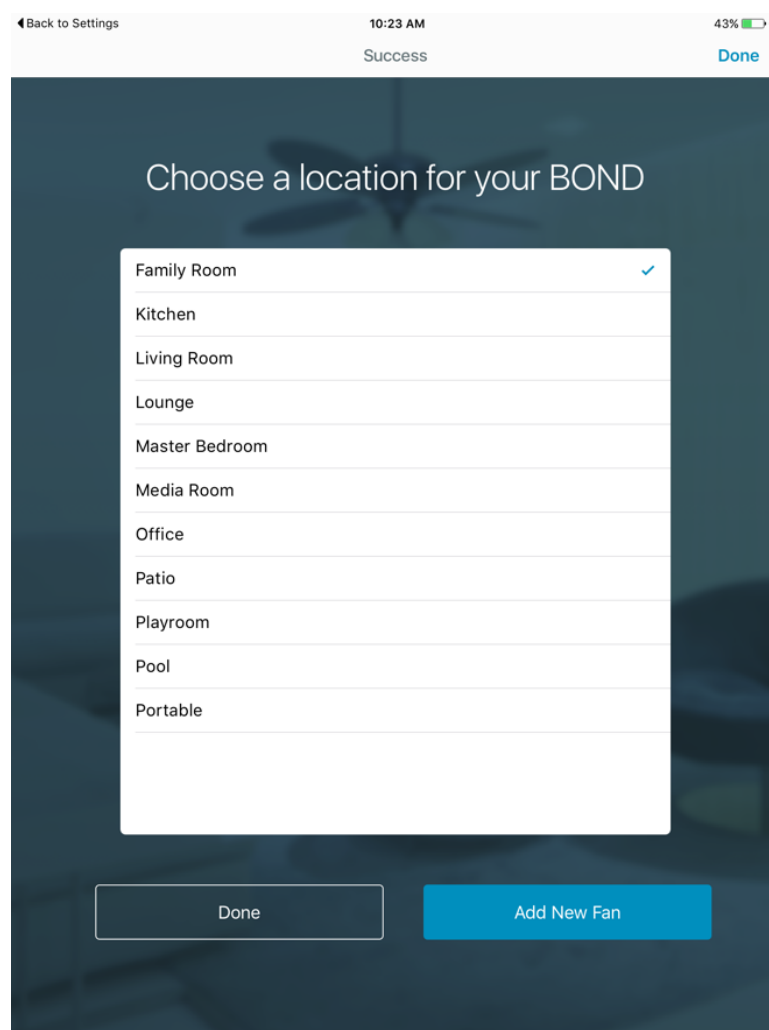 Back to Settings 10:23 AM 43%
Success Done
Choose a location for your BOND
Family Room
Kitchen
Living Room
Lounge
Master Bedroom
Media Room
Office
Patio
Playroom
Pool
Portable
Done Add New Fan